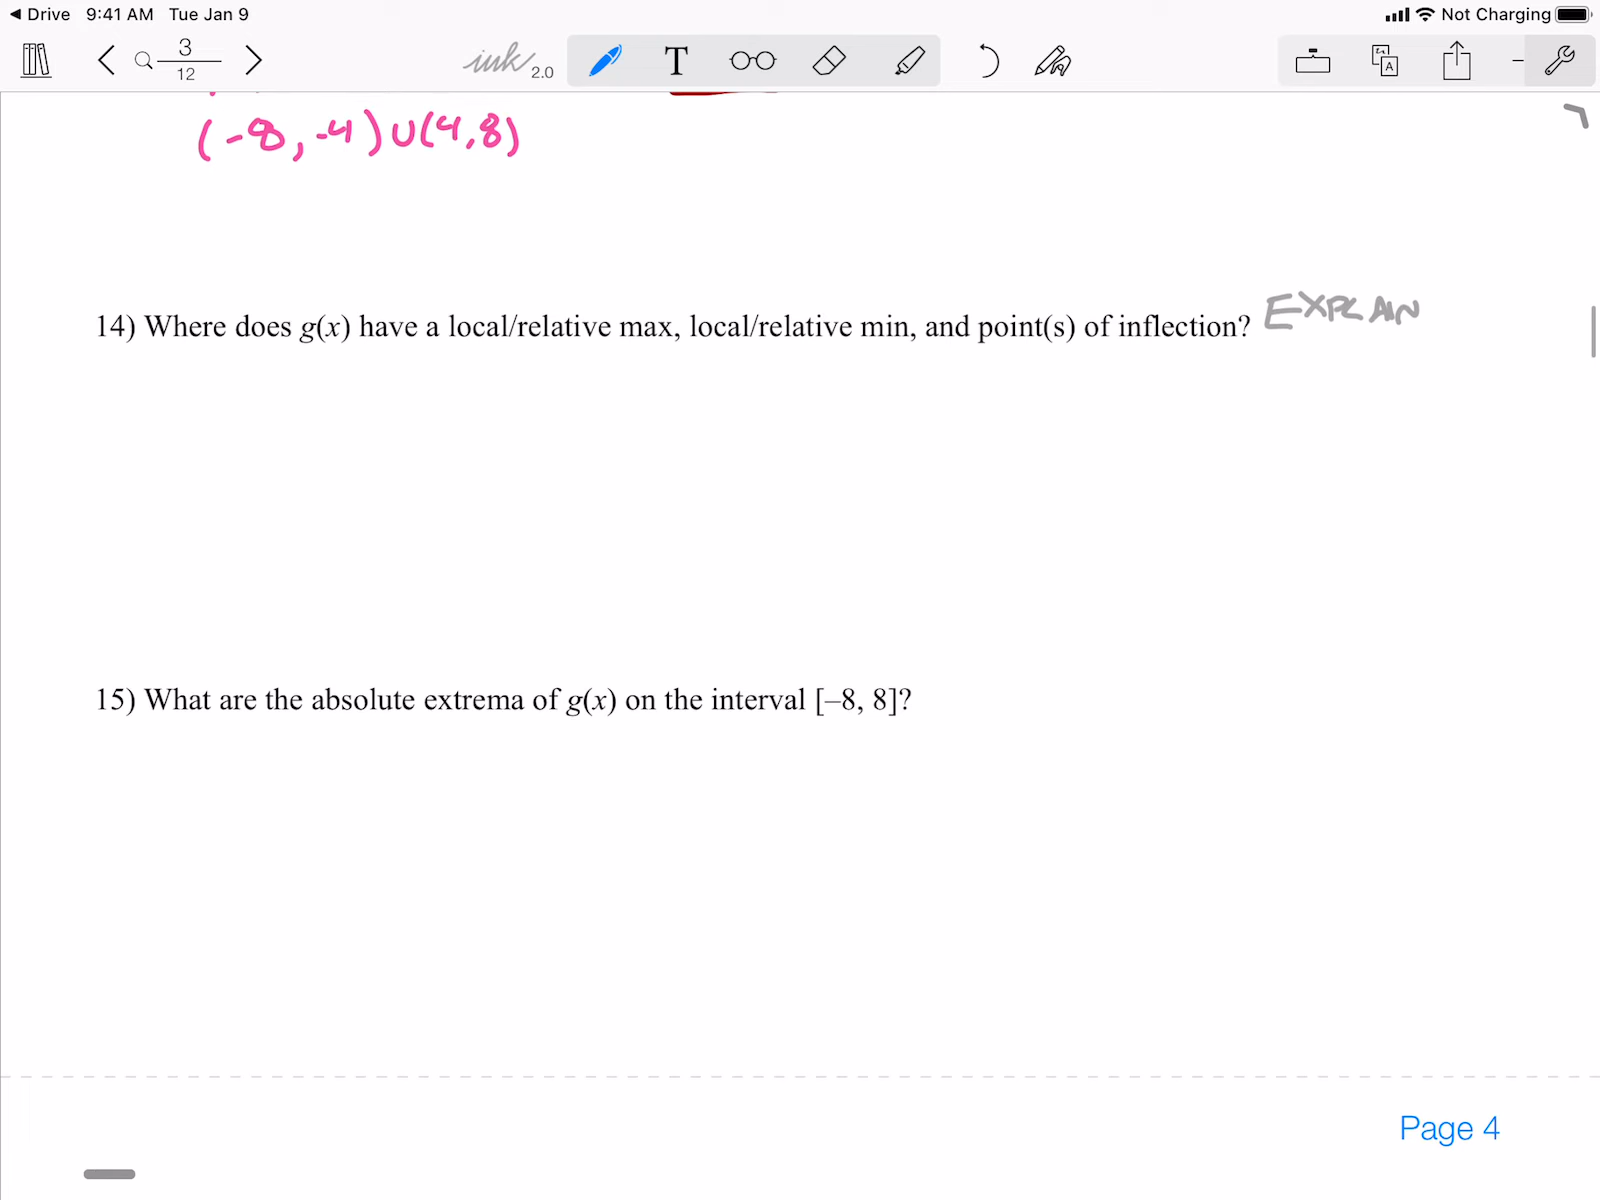 ◀ Drive 9:41 AM Tue Jan 9 Not Charging
3
12
ink 2.0 T A
(-8, -4) ∪ (4,8)
14) Where does g(x) have a local/relative max, local/relative min, and point(s) of inflection? EXPLAIN
15) What are the absolute extrema of g(x) on the interval [–8, 8]?
Page 4